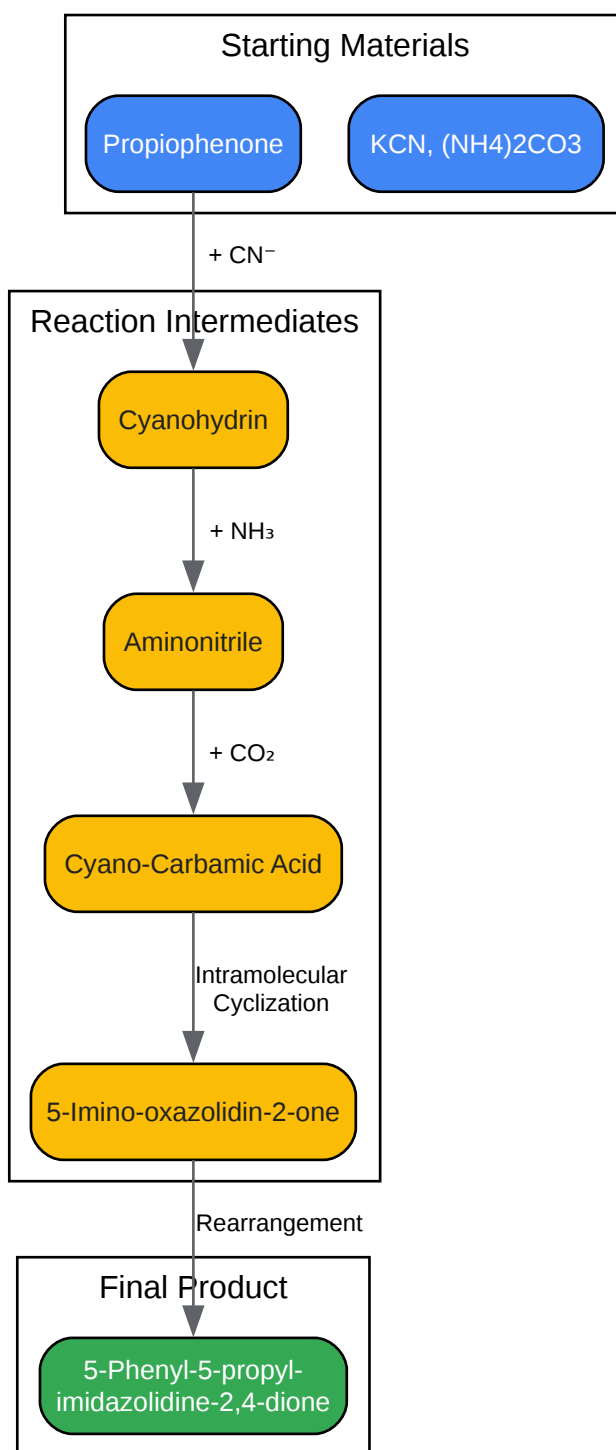 Starting Materials
Propiophenone
KCN, (NH4)2CO3
+ CN⁻
Reaction Intermediates
Cyanohydrin
+ NH₃
Aminonitrile
+ CO₂
Cyano-Carbamic Acid
Intramolecular
Cyclization
5-Imino-oxazolidin-2-one
Rearrangement
Final Product
5-Phenyl-5-propyl-
imidazolidine-2,4-dione